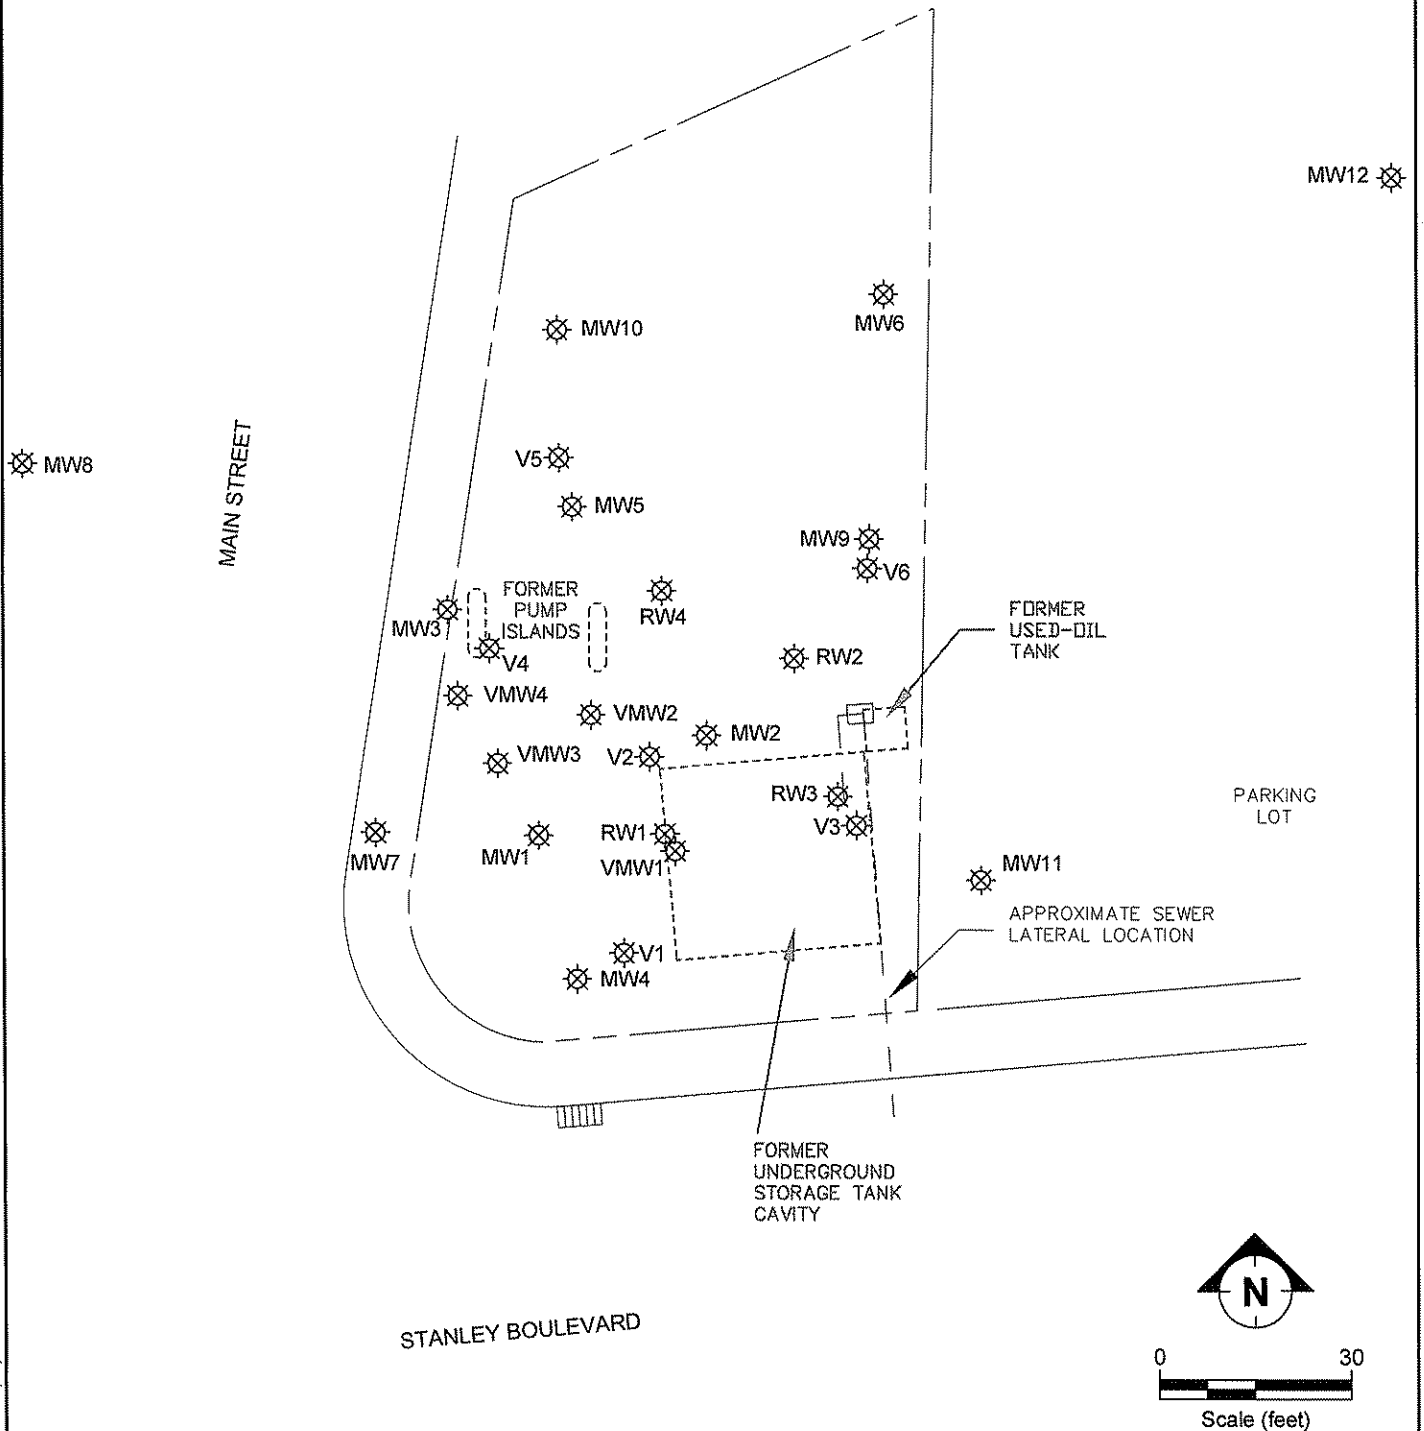 MW12
MW6
MW10
MAIN STREET
MW8
V5
MW5
MW9
V6
FORMER
PUMP
ISLANDS
RW4
MW3
V4
FORMER
USED-OIL
TANK
RW2
VMW4
VMW2
MW2
VMW3
V2
RW3
PARKING
LOT
V3
RW1
MW7
MW1
VMW1
MW11
APPROXIMATE SEWER
LATERAL LOCATION
V1
MW4
FORMER
UNDERGROUND
STORAGE TANK
CAVITY
N
STANLEY BOULEVARD
0 30
Scale (feet)